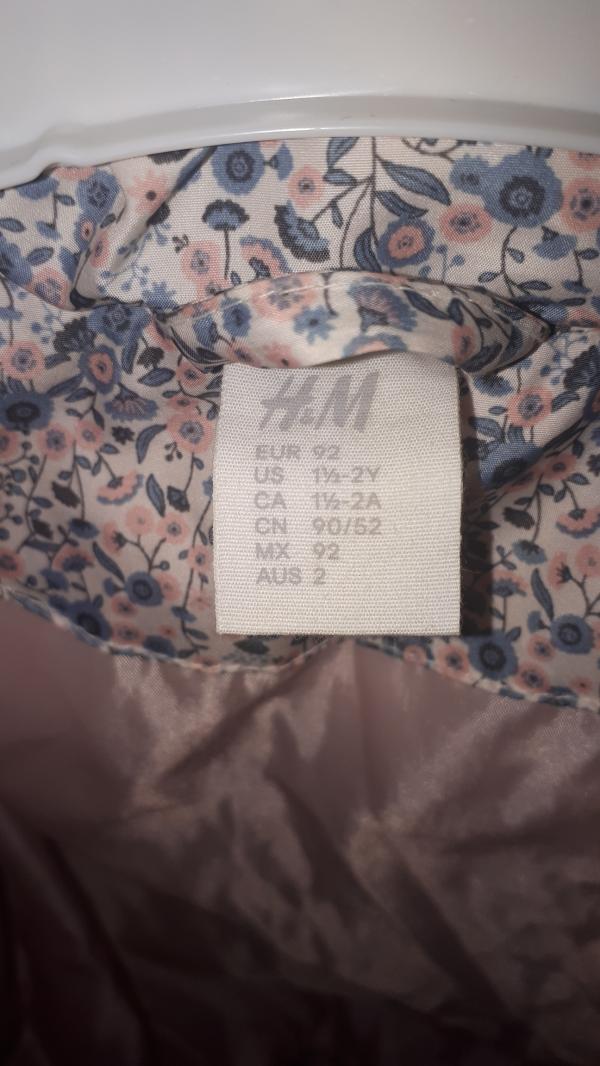 H&M
EUR 92
US 1½-2Y
CA 1½-2A
CN 90/52
MX 92
AUS 2